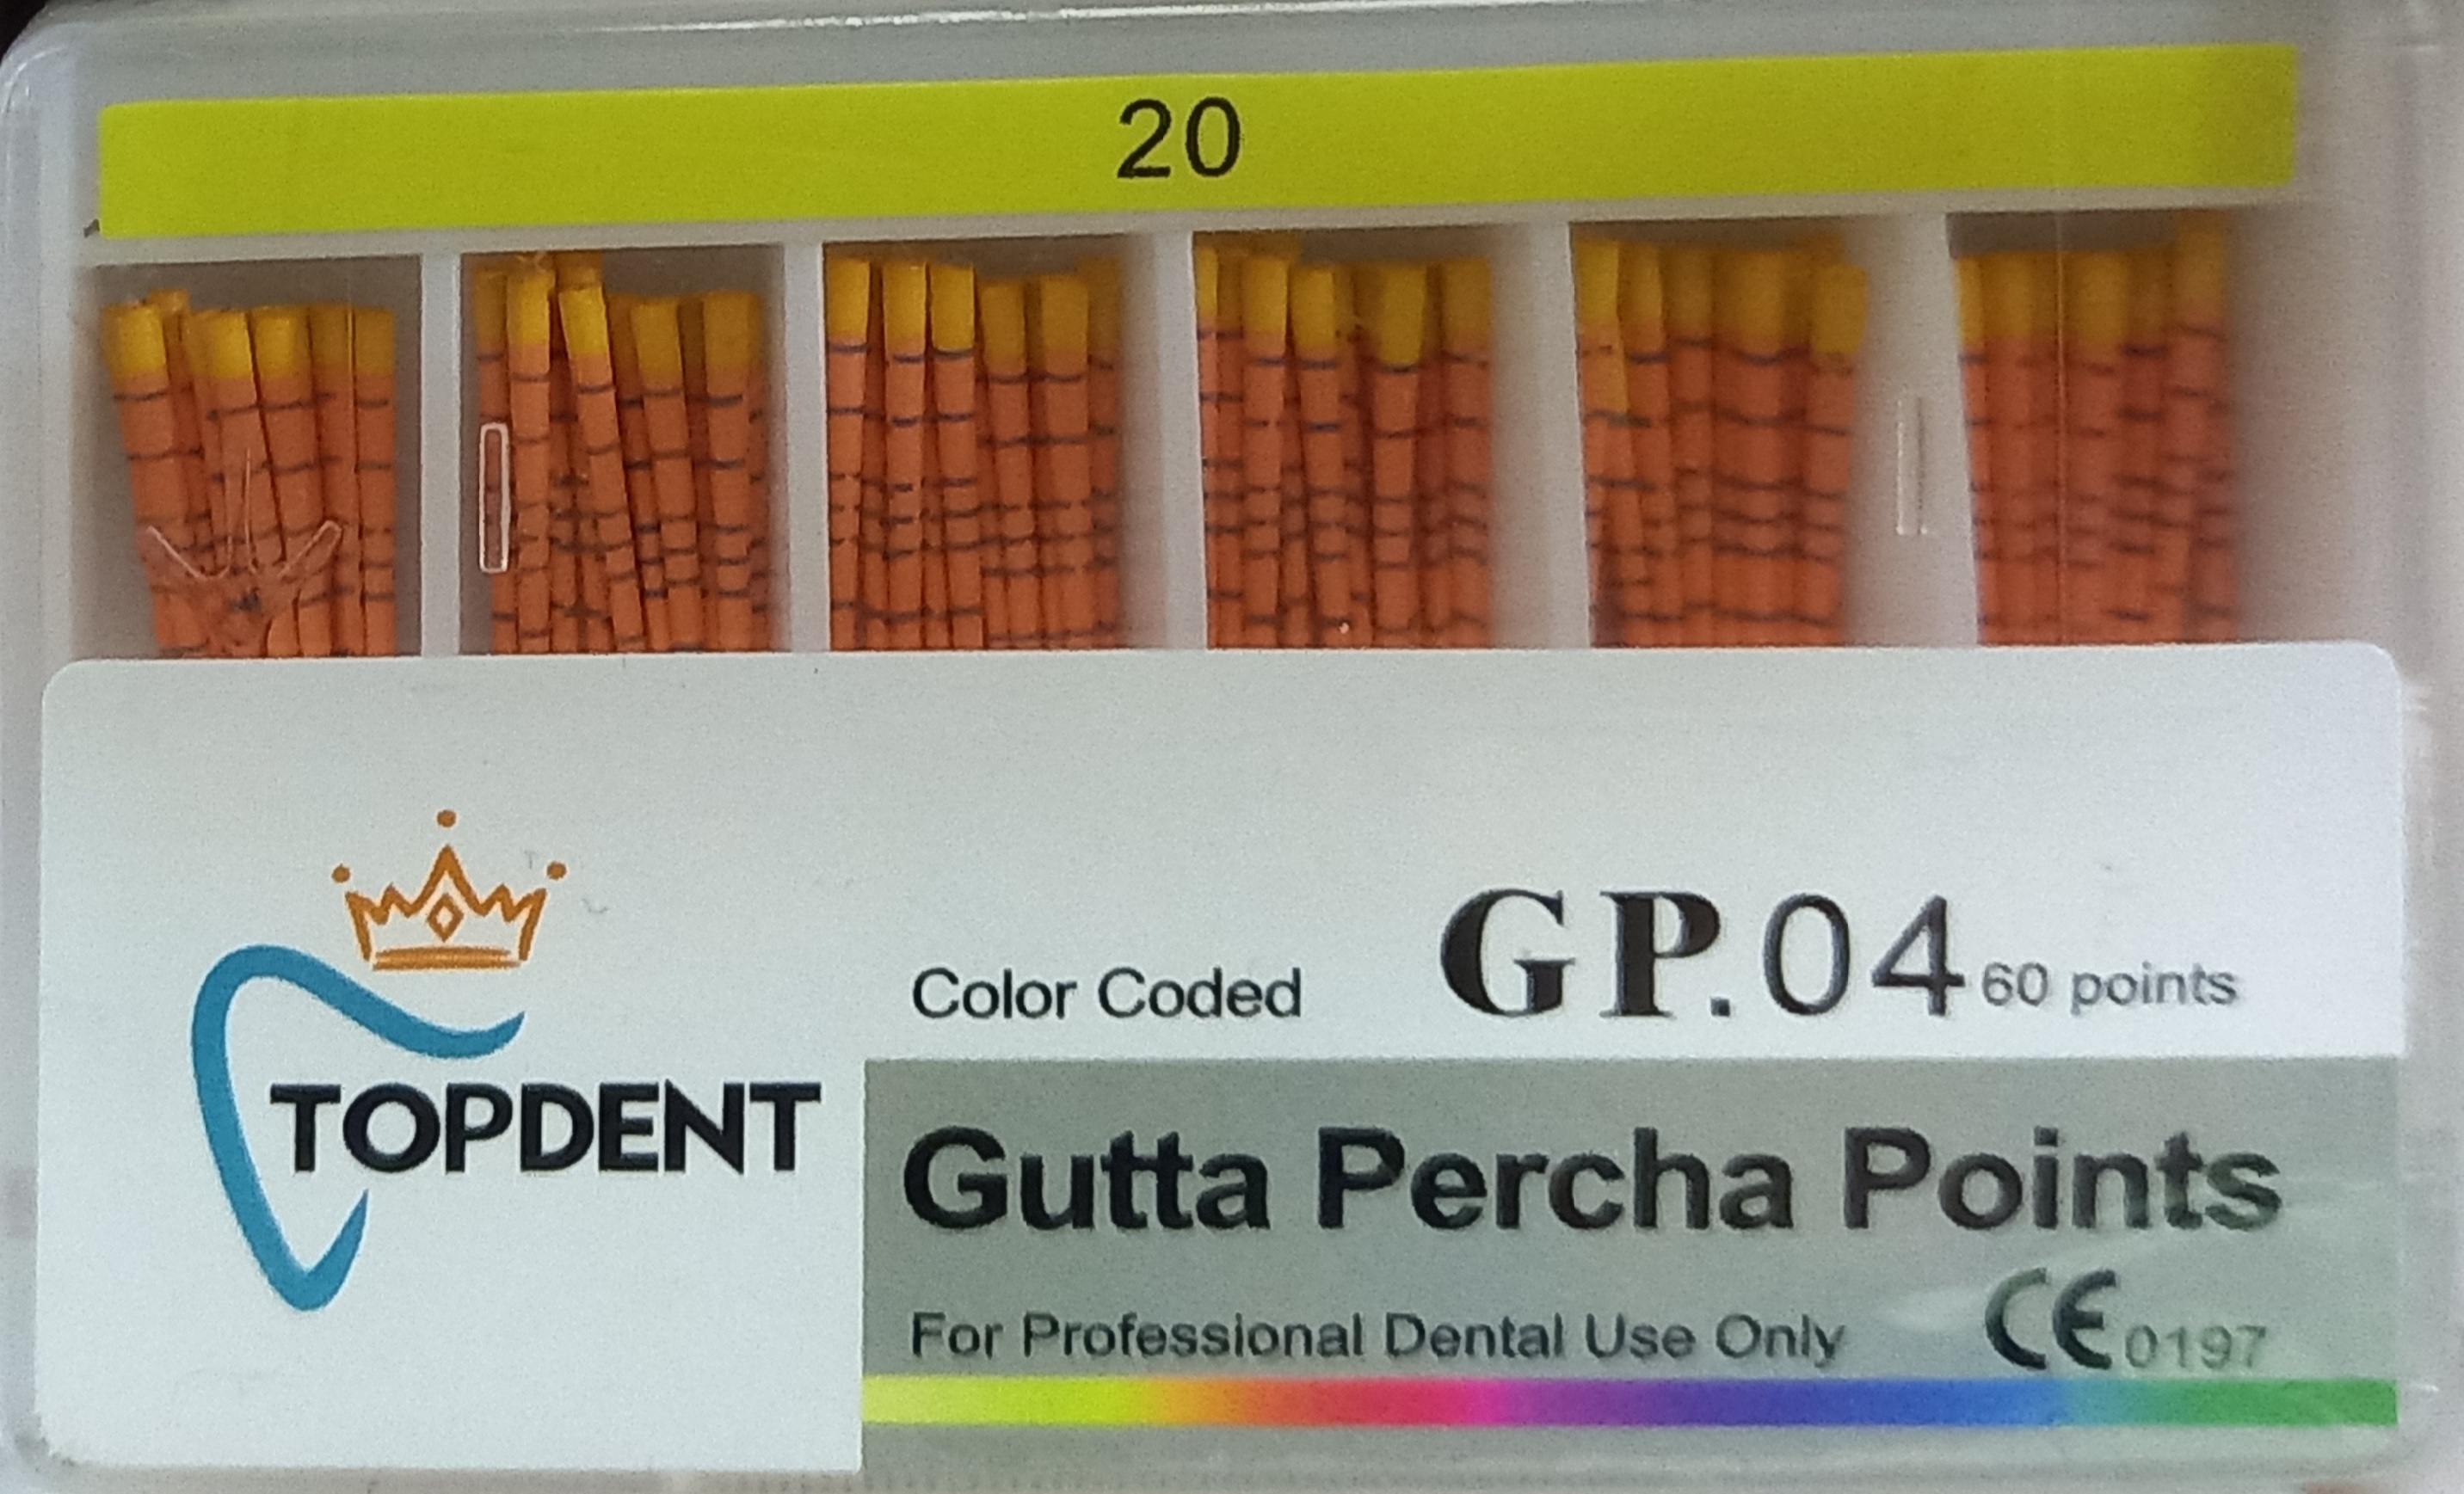 20
TOPDENT
Color Coded GP.04 60 points
Gutta Percha Points
For Professional Dental Use Only CE 0197